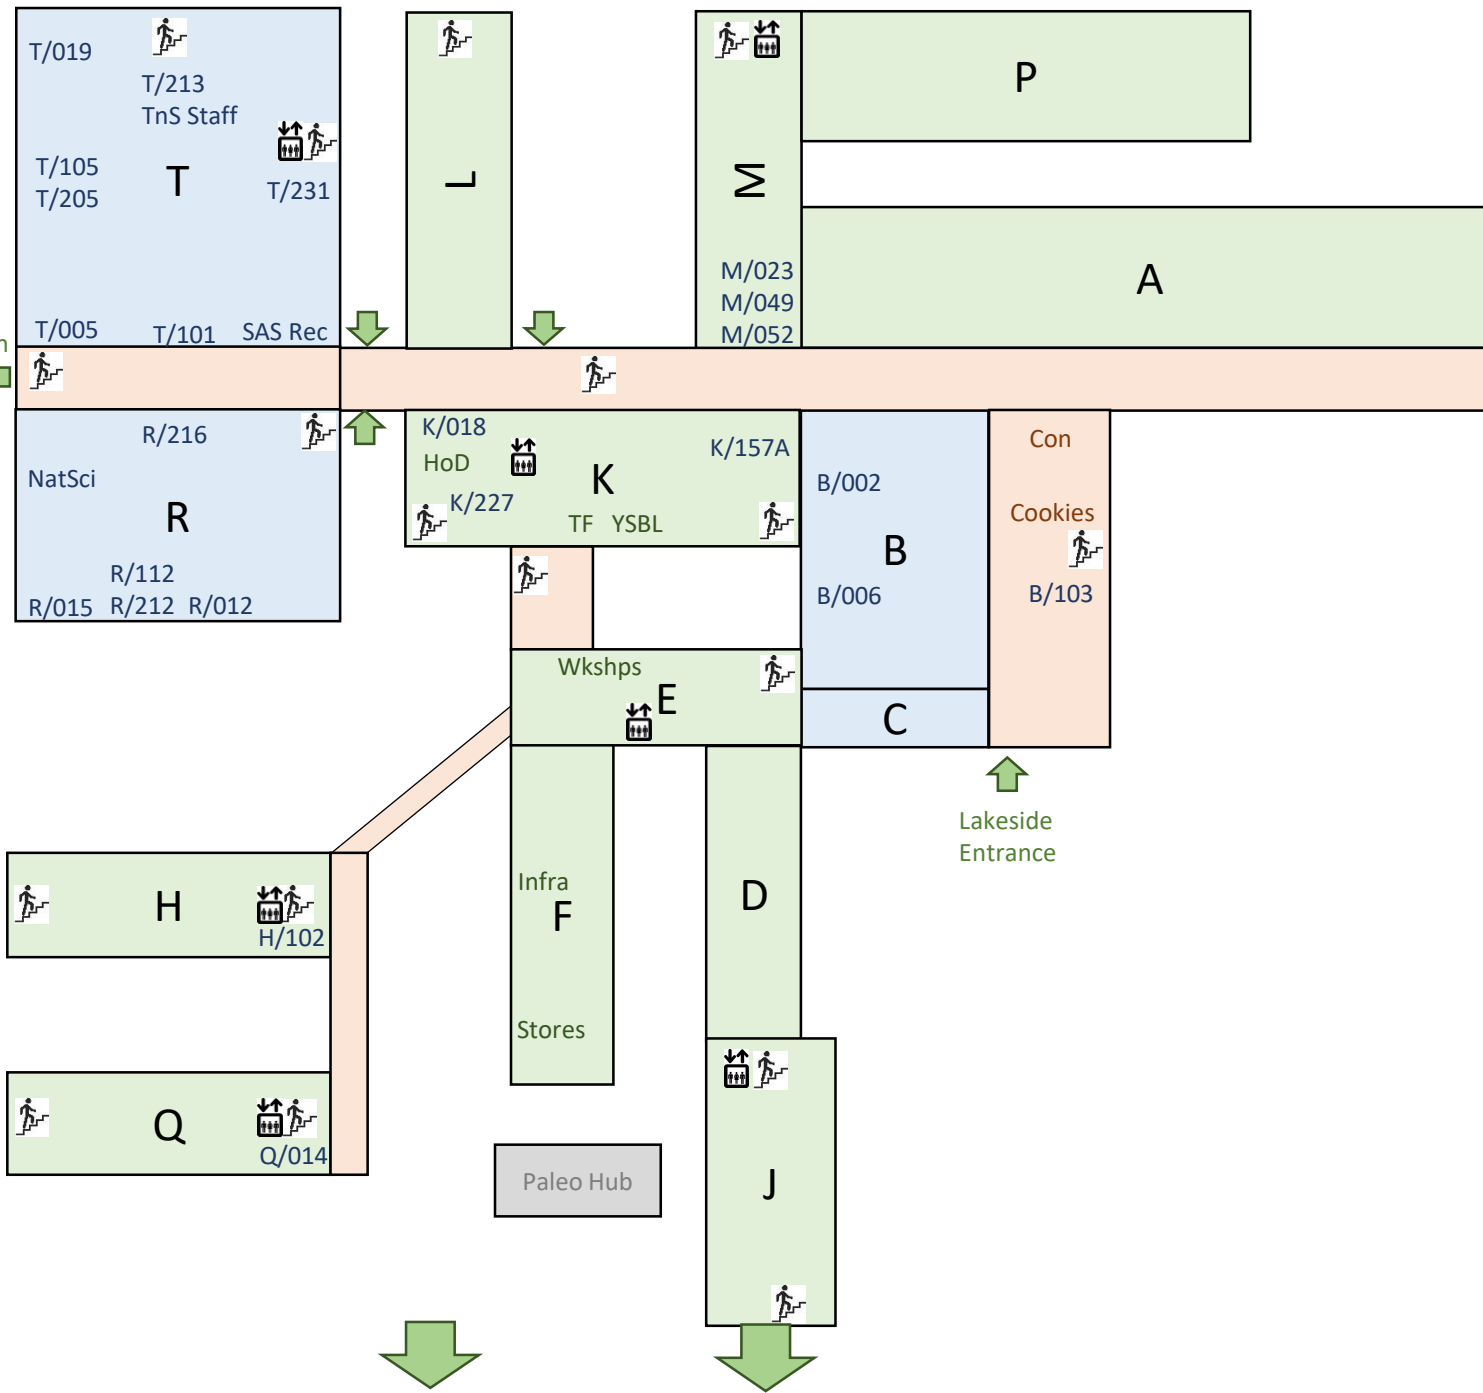 T/019
T/213
TnS Staff
T/105
T/205
T
T/231
T/005
T/101
SAS Rec
L
M
M/023
M/049
M/052
P
A
R/216
NatSci
R
R/112
R/015
R/212
R/012
K/018
HoD
K/227
K
K/157A
TF
YSBL
B/002
B
B/006
Con
Cookies
B/103
Wkshps
E
C
Lakeside
Entrance
H
H/102
Infra
F
Stores
D
Q
Q/014
Paleo Hub
J